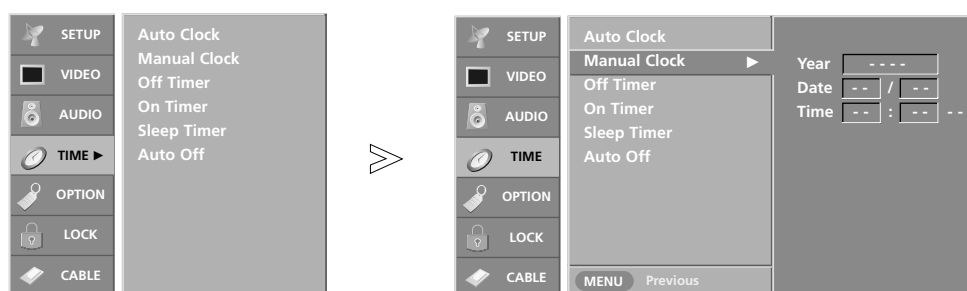 SETUP
VIDEO
AUDIO
TIME ►
OPTION
LOCK
CABLE
Auto Clock
Manual Clock
Off Timer
On Timer
Sleep Timer
Auto Off
SETUP
VIDEO
AUDIO
TIME
OPTION
LOCK
CABLE
Auto Clock
Manual Clock ►
Off Timer
On Timer
Sleep Timer
Auto Off
MENU Previous
Year - - - -
Date - - / - -
Time - - : - - - -